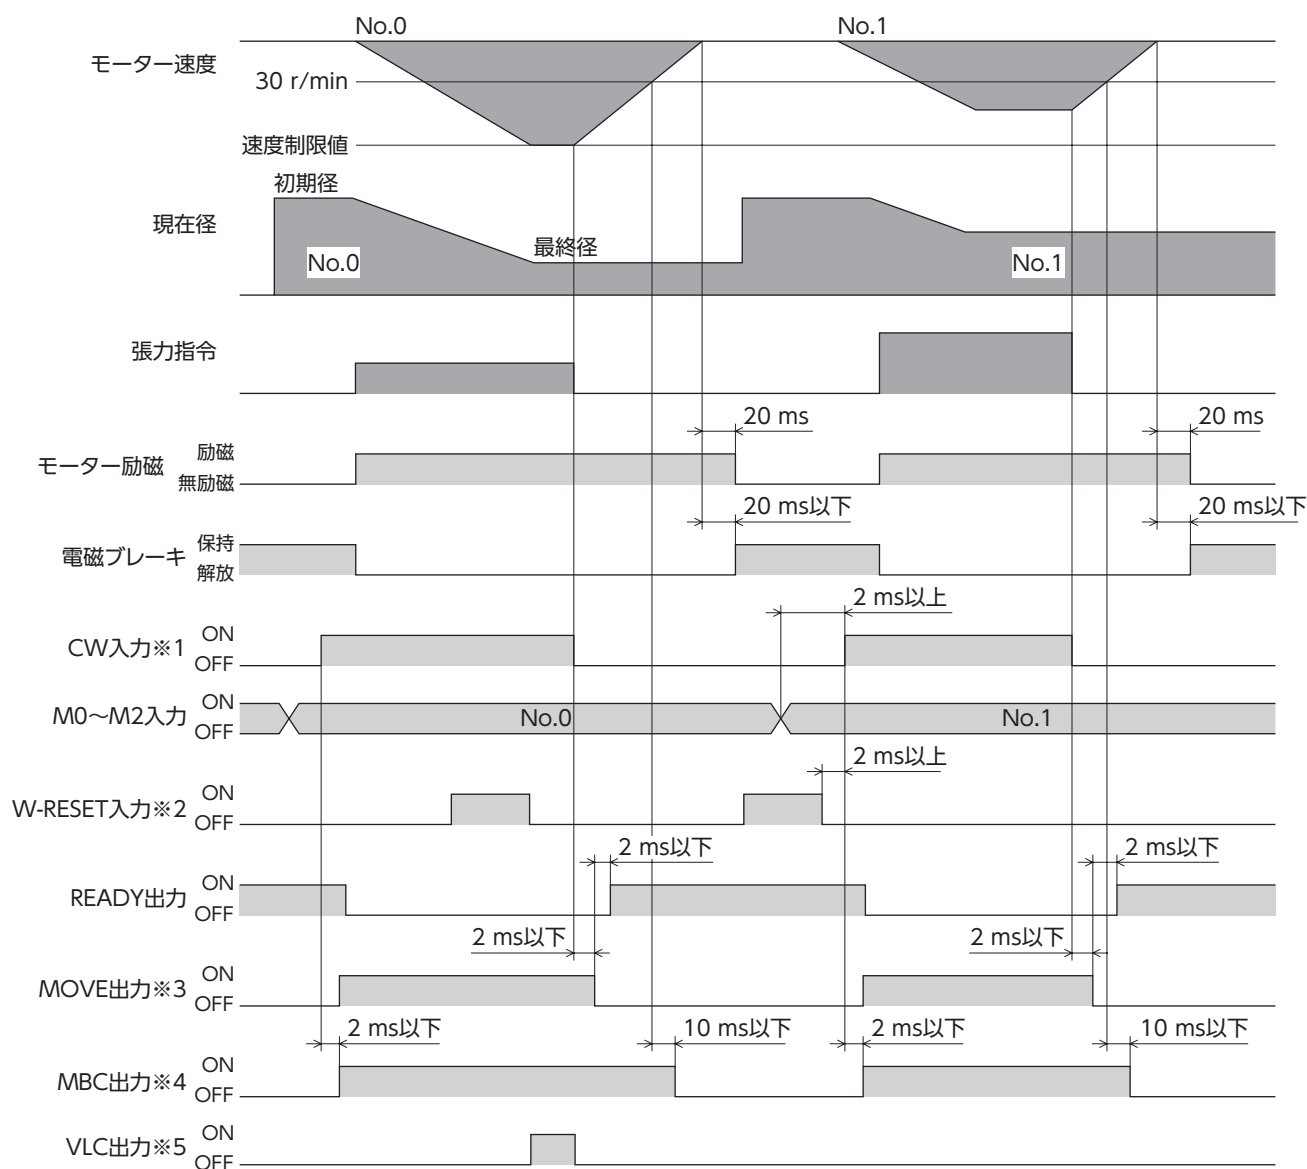 No.0
No.1
モーター速度
30 r/min
速度制限値
初期径
現在径
最終径
No.0
No.1
張力指令
20 ms
20 ms
モーター励磁
励磁
無励磁
20 ms以下
20 ms以下
電磁ブレーキ
保持
解放
2 ms以上
CW入力※1
ON
OFF
M0～M2入力
ON
OFF
No.0
No.1
2 ms以上
W-RESET入力※2
ON
OFF
2 ms以下
2 ms以下
READY出力
ON
OFF
2 ms以下
2 ms以下
MOVE出力※3
ON
OFF
2 ms以下
10 ms以下
2 ms以下
10 ms以下
MBC出力※4
ON
OFF
VLC出力※5
ON
OFF